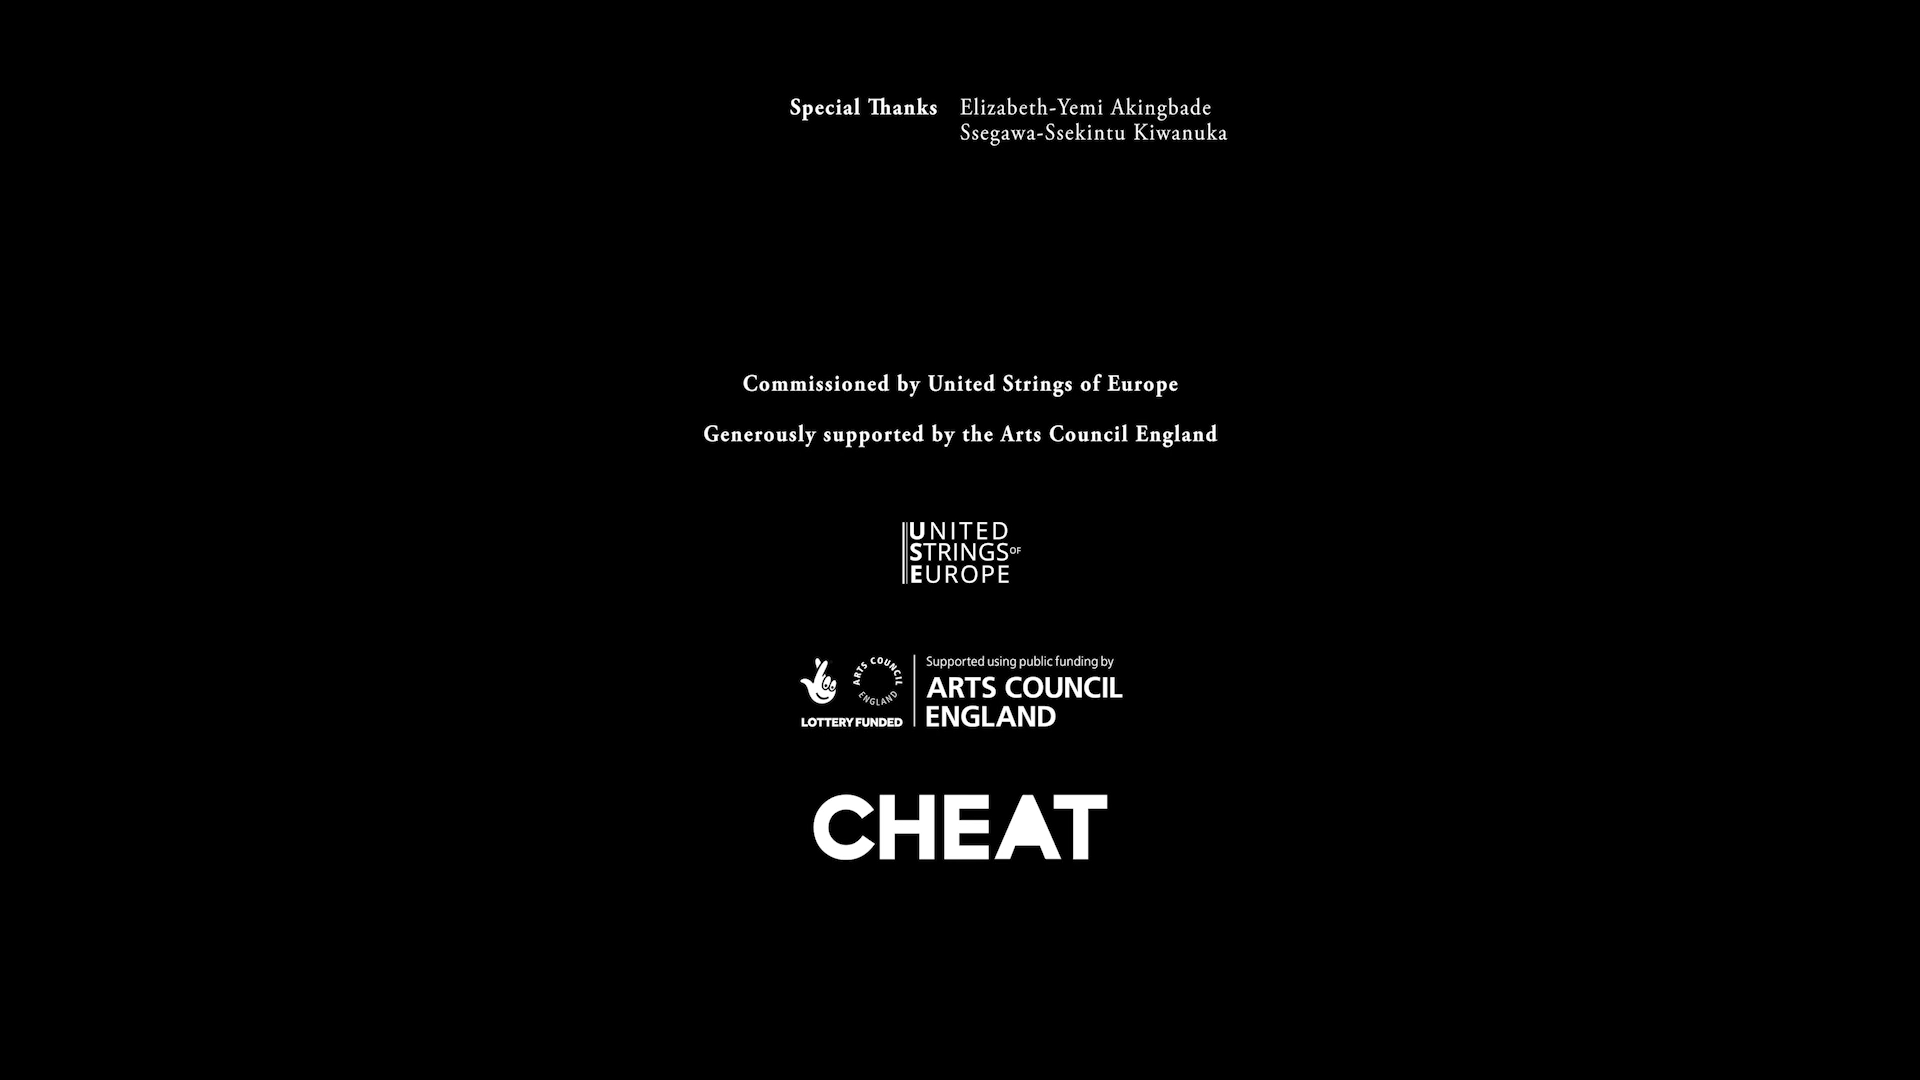 Special Thanks Elizabeth-Yemi Akingbade
Ssegawa-Ssekintu Kiwanuka
Commissioned by United Strings of Europe
Generously supported by the Arts Council England
UNITED
STRINGS OF
EUROPE
ARTS COUNCIL
ENGLAND
LOTTERY FUNDED
Supported using public funding by
ARTS COUNCIL
ENGLAND
CHEAT